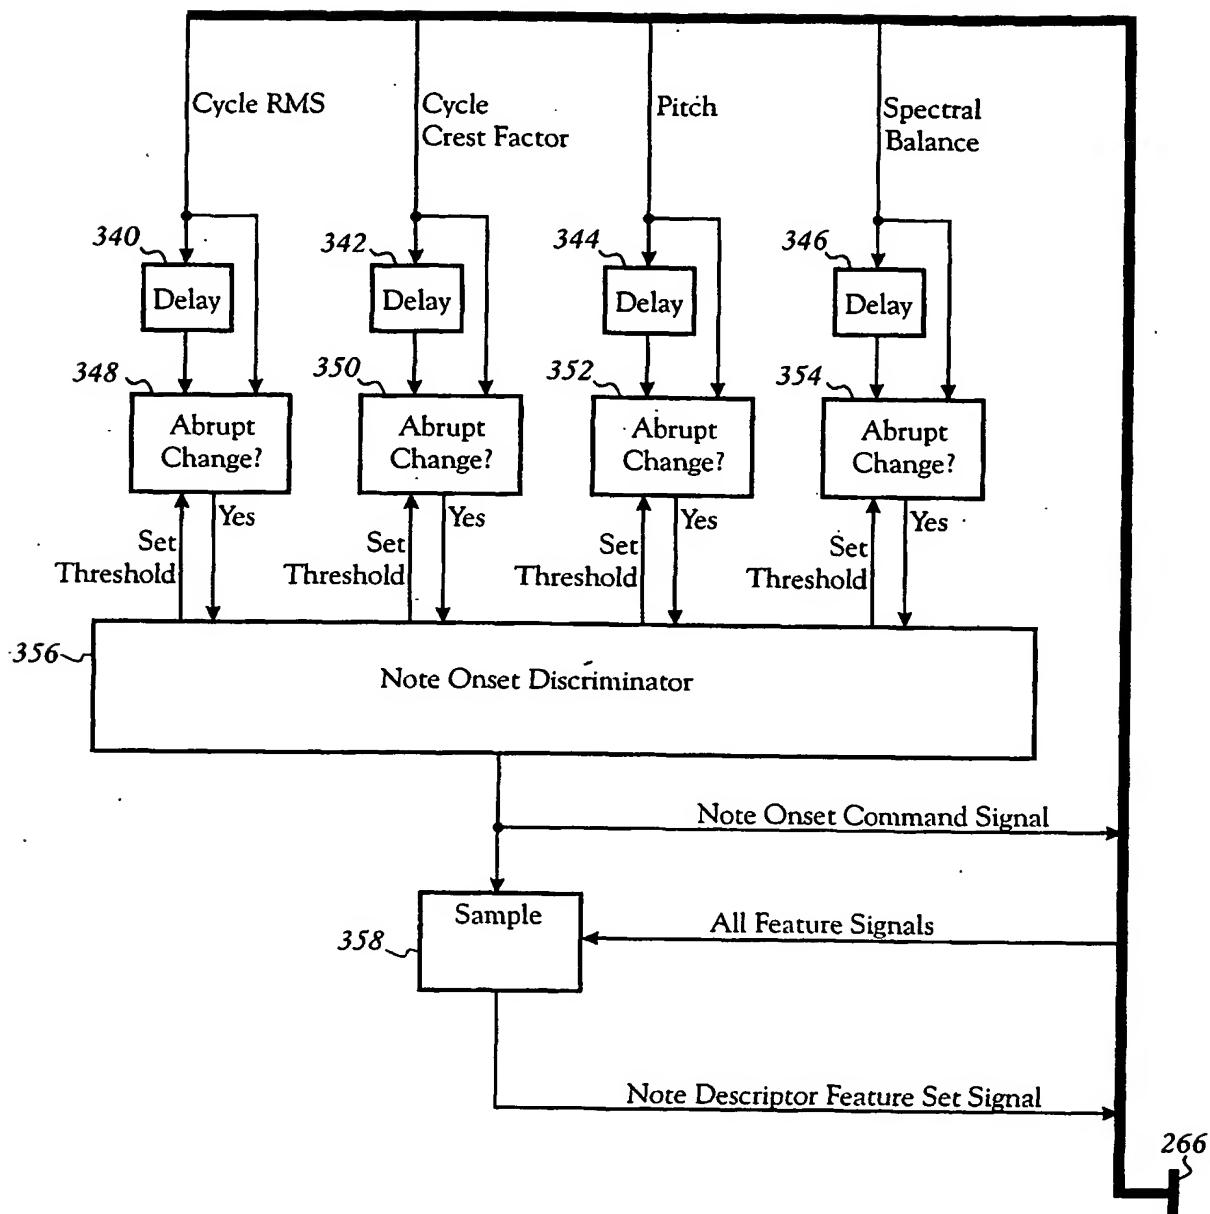 Cycle RMS
Cycle
Crest Factor
Pitch
Spectral
Balance
340
342
344
346
Delay
Delay
Delay
Delay
348
350
352
354
Abrupt
Change?
Abrupt
Change?
Abrupt
Change?
Abrupt
Change?
Set
Threshold
Yes
Set
Threshold
Yes
Set
Threshold
Yes
Set
Threshold
Yes
356
Note Onset Discriminator
Note Onset Command Signal
Sample
358
All Feature Signals
Note Descriptor Feature Set Signal
266